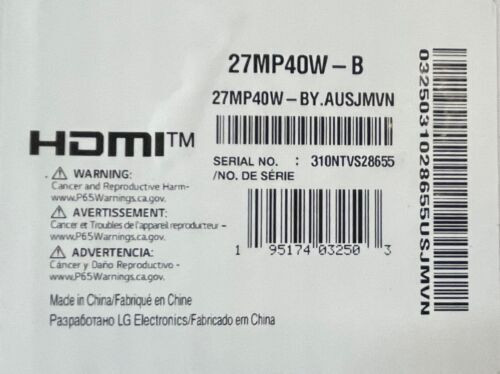 27MP40W-B
27MP40W-BY.AUSJMVN
HDMI™
SERIAL NO. : 310NTVS28655
/NO. DE SÉRIE
⚠ WARNING:
Cancer and Reproductive Harm-
www.P65Warnings.ca.gov.
⚠ AVERTISSEMENT:
Cancer et Troubles de l'appareil reproducteur -
www.P65Warnings.ca.gov.
⚠ ADVERTENCIA:
Cáncer y Daño Reproductivo -
www.P65Warnings.ca.gov.
1 95174 03250 3
Made in China/Fabriqué en Chine
Разработано LG Electronics/Fabricado em China
0325031028655USJMVN